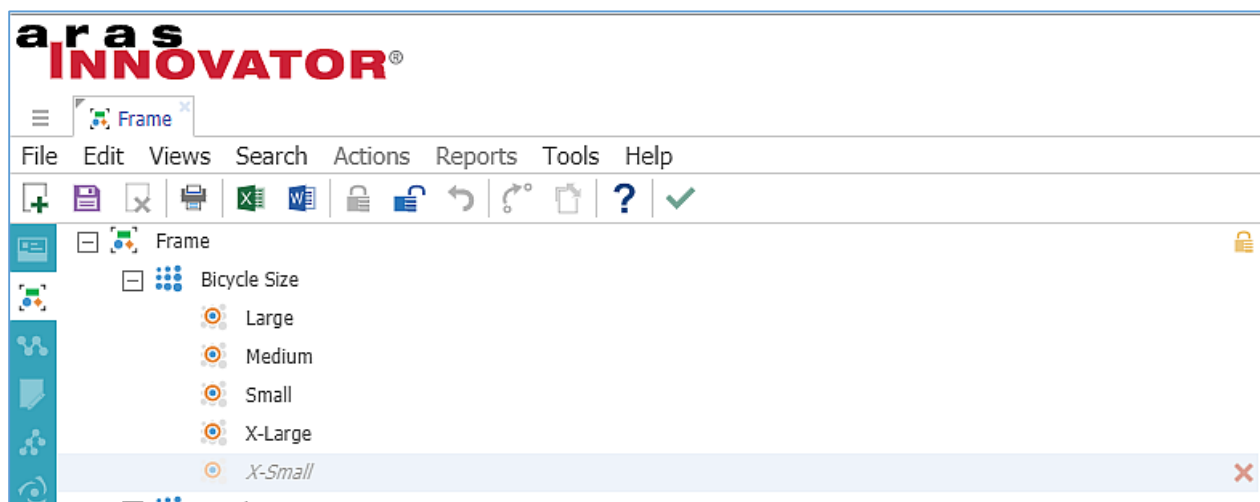 aras
INNOVATOR®
Frame
File Edit Views Search Actions Reports Tools Help
Frame
Bicycle Size
Large
Medium
Small
X-Large
X-Small